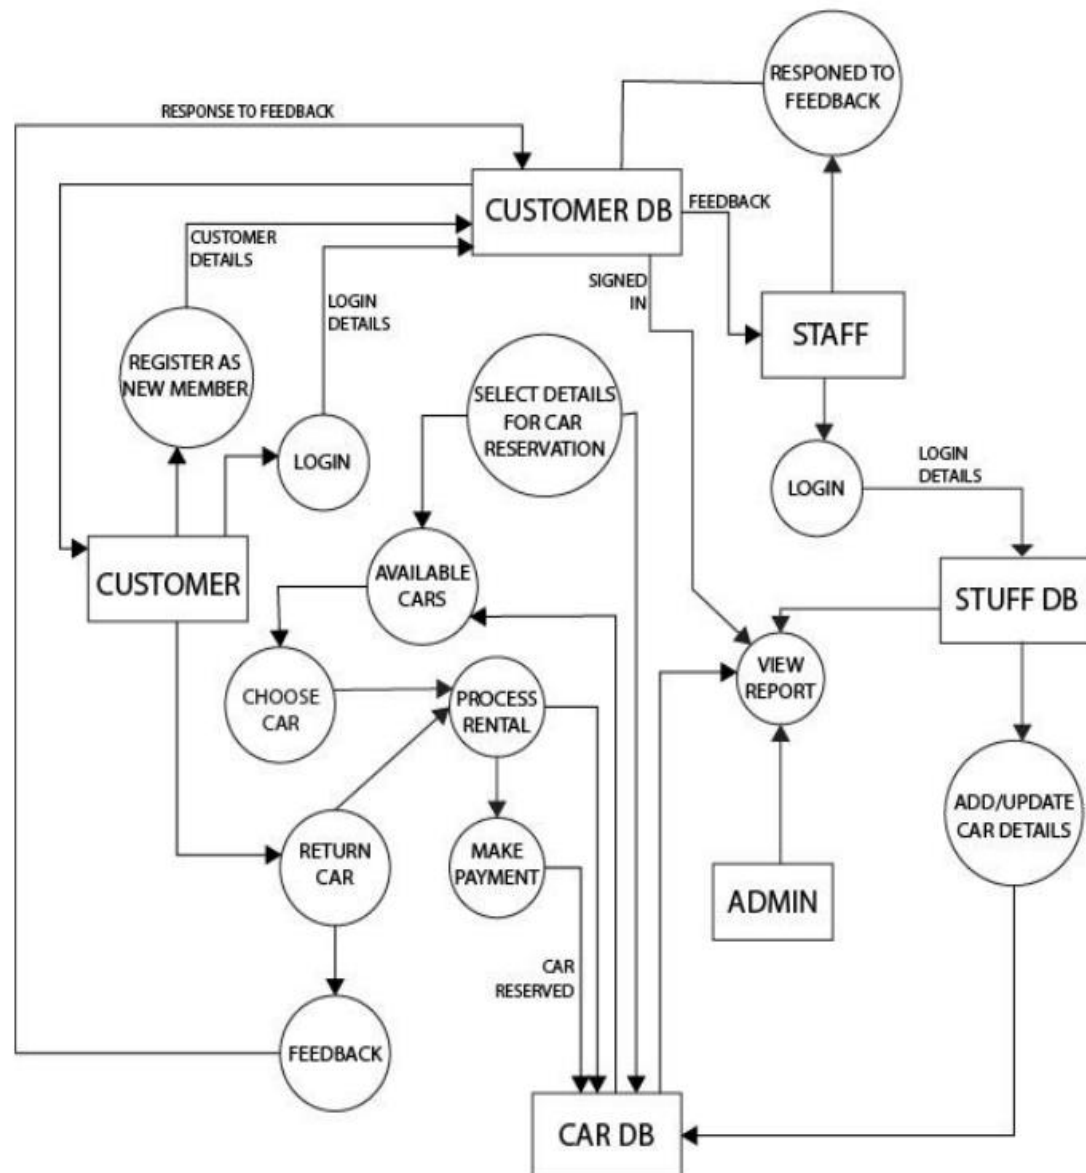 RESPONED TO
FEEDBACK
RESPONSE TO FEEDBACK
CUSTOMER DB
FEEDBACK
CUSTOMER
DETAILS
SIGNED
IN
LOGIN
DETAILS
STAFF
REGISTER AS
NEW MEMBER
SELECT DETAILS
FOR CAR
RESERVATION
LOGIN
LOGIN
DETAILS
LOGIN
CUSTOMER
AVAILABLE
CARS
STUFF DB
VIEW
REPORT
CHOOSE
CAR
PROCESS
RENTAL
ADD/UPDATE
CAR DETAILS
RETURN
CAR
MAKE
PAYMENT
ADMIN
CAR
RESERVED
FEEDBACK
CAR DB